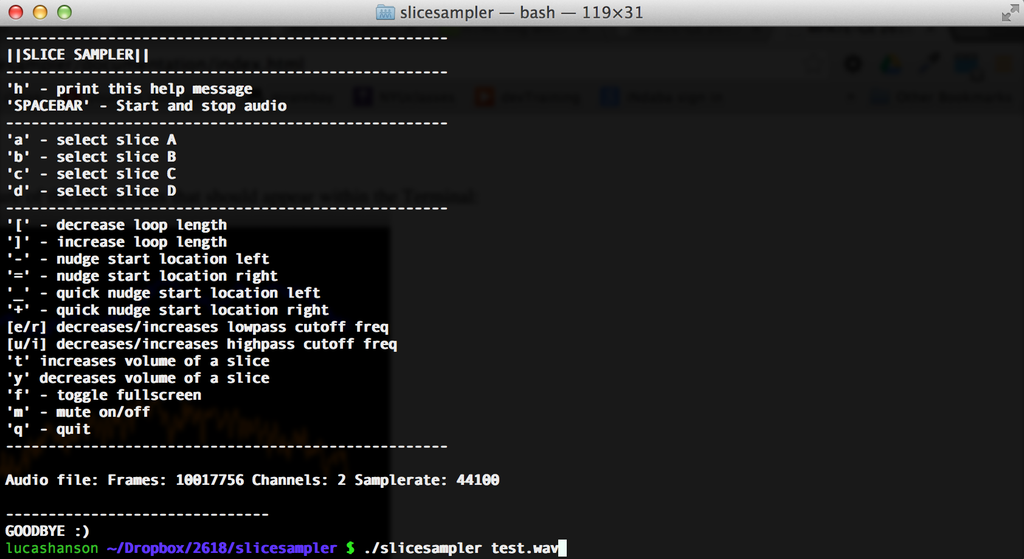 slicesampler — bash — 119×31
----------------------------------------------------
||SLICE SAMPLER||
----------------------------------------------------
'h' - print this help message
'SPACEBAR' - Start and stop audio
----------------------------------------------------
'a' - select slice A
'b' - select slice B
'c' - select slice C
'd' - select slice D
----------------------------------------------------
'[' - decrease loop length
']' - increase loop length
'-' - nudge start location left
'=' - nudge start location right
'_' - quick nudge start location left
'+' - quick nudge start location right
[e/r] decreases/increases lowpass cutoff freq
[u/i] decreases/increases highpass cutoff freq
't' increases volume of a slice
'y' decreases volume of a slice
'f' - toggle fullscreen
'm' - mute on/off
'q' - quit
----------------------------------------------------
Audio file: Frames: 10017756 Channels: 2 Samplerate: 44100
-------------------------------
GOODBYE :)
lucashanson ~/Dropbox/2618/slicesampler $ ./slicesampler test.wav